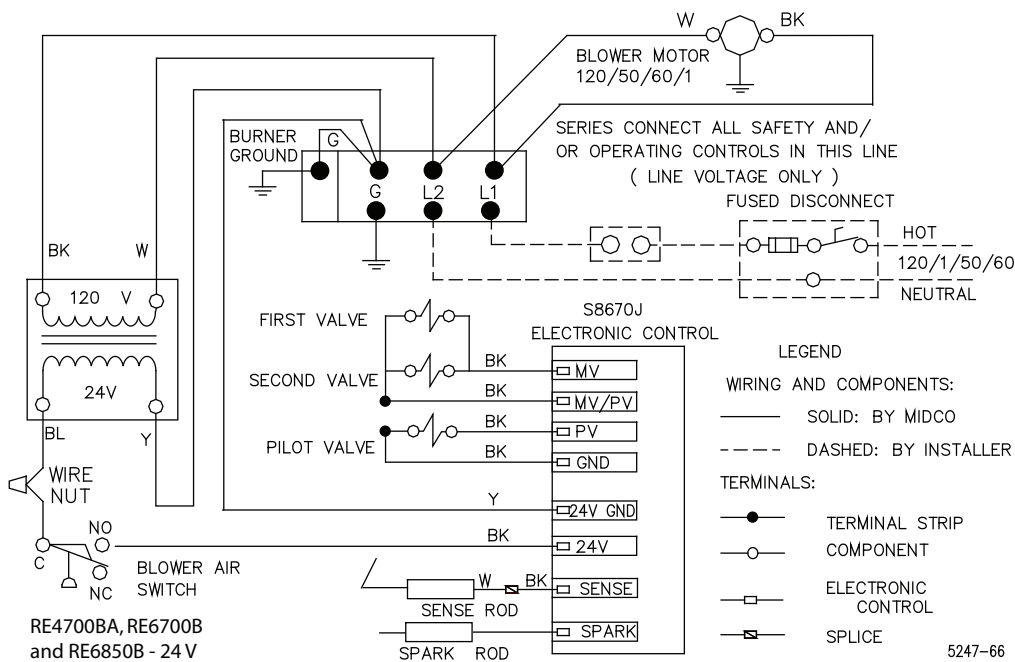 W
BK
BLOWER MOTOR
120/50/60/1
SERIES CONNECT ALL SAFETY AND/
OR OPERATING CONTROLS IN THIS LINE
( LINE VOLTAGE ONLY )
BURNER
GROUND
G
G
L2
L1
FUSED DISCONNECT
HOT
120/1/50/60
NEUTRAL
BK
W
120 V
24V
BL
Y
WIRE
NUT
NO
C
NC
BLOWER AIR
SWITCH
FIRST VALVE
SECOND VALVE
PILOT VALVE
S8670J
ELECTRONIC CONTROL
BK
MV
BK
MV/PV
BK
PV
BK
GND
Y
24V GND
BK
24V
W
BK
SENSE
SENSE ROD
SPARK
SPARK ROD
LEGEND
WIRING AND COMPONENTS:
SOLID: BY MIDCO
DASHED: BY INSTALLER
TERMINALS:
TERMINAL STRIP
COMPONENT
ELECTRONIC
CONTROL
SPLICE
RE4700BA, RE6700B
and RE6850B - 24 V
5247-66